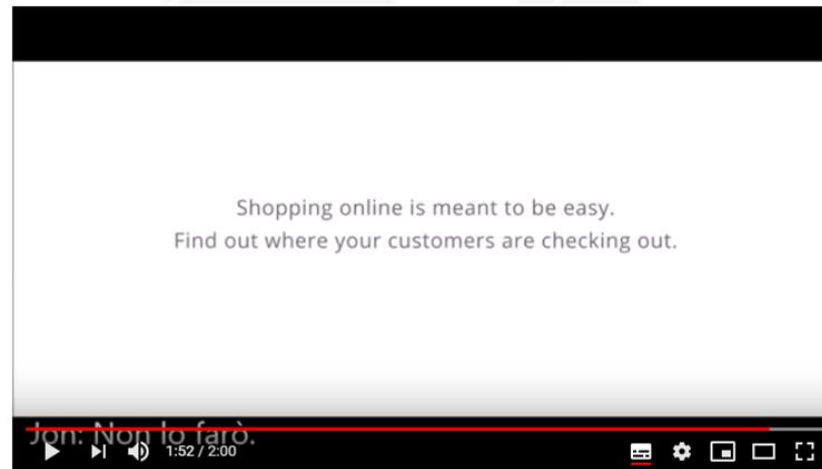 Shopping online is meant to be easy.
Find out where your customers are checking out.
Jon: Non lo farò.
1:52 / 2:00